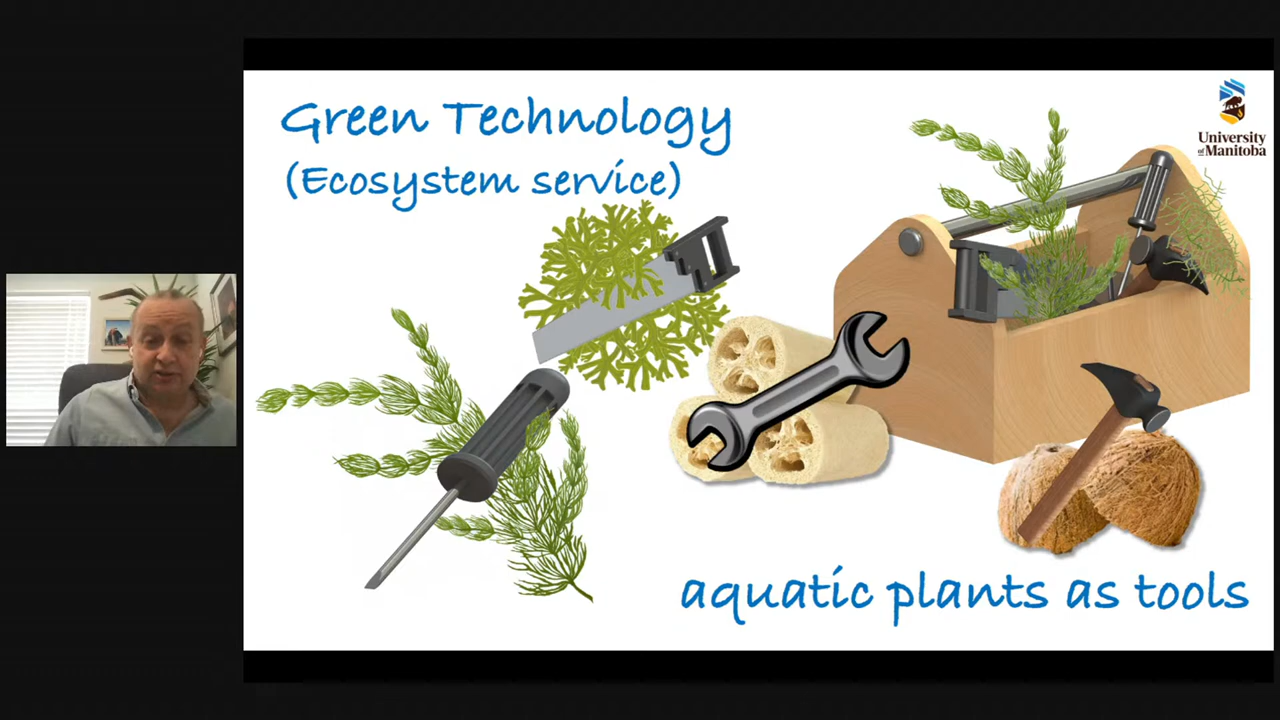 Green Technology
(Ecosystem service)
University
of Manitoba
aquatic plants as tools